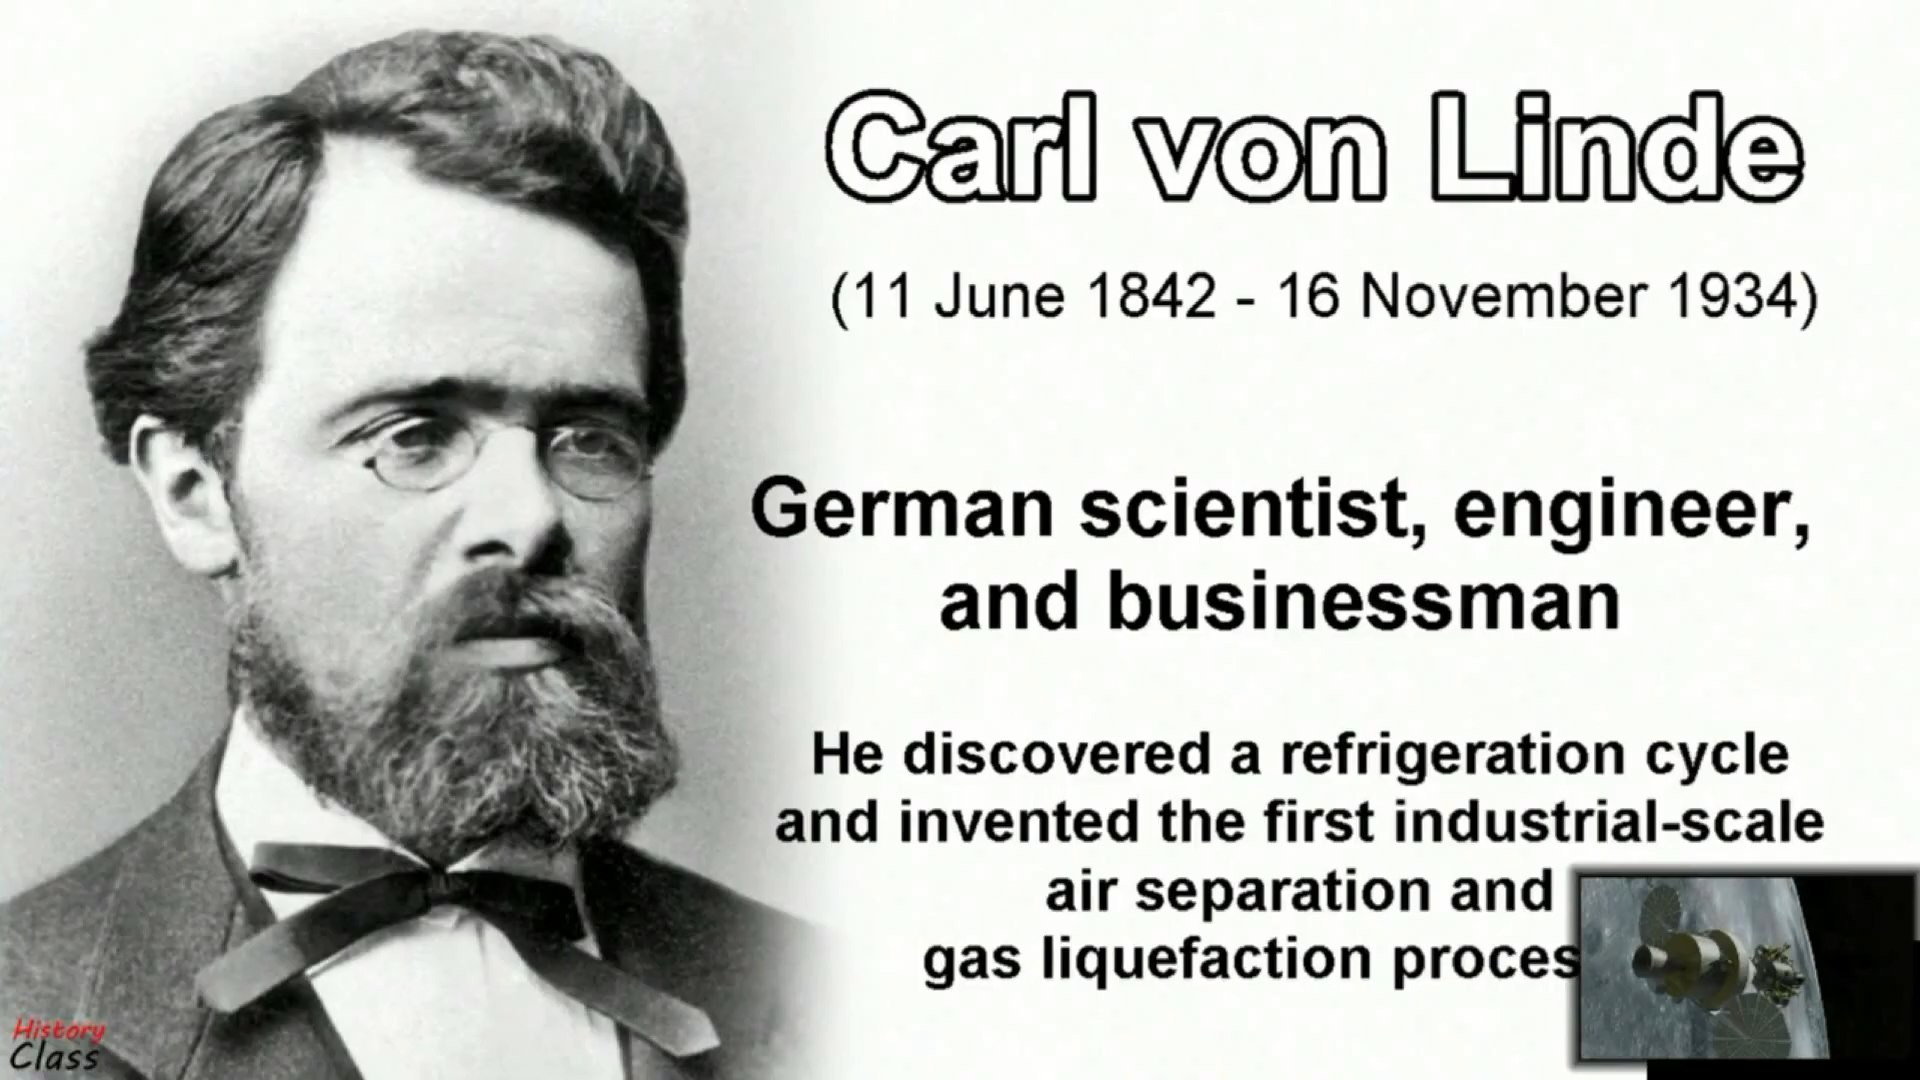 Carl von Linde
(11 June 1842 - 16 November 1934)
German scientist, engineer,
and businessman
He discovered a refrigeration cycle
and invented the first industrial-scale
air separation and
gas liquefaction proces
History
Class